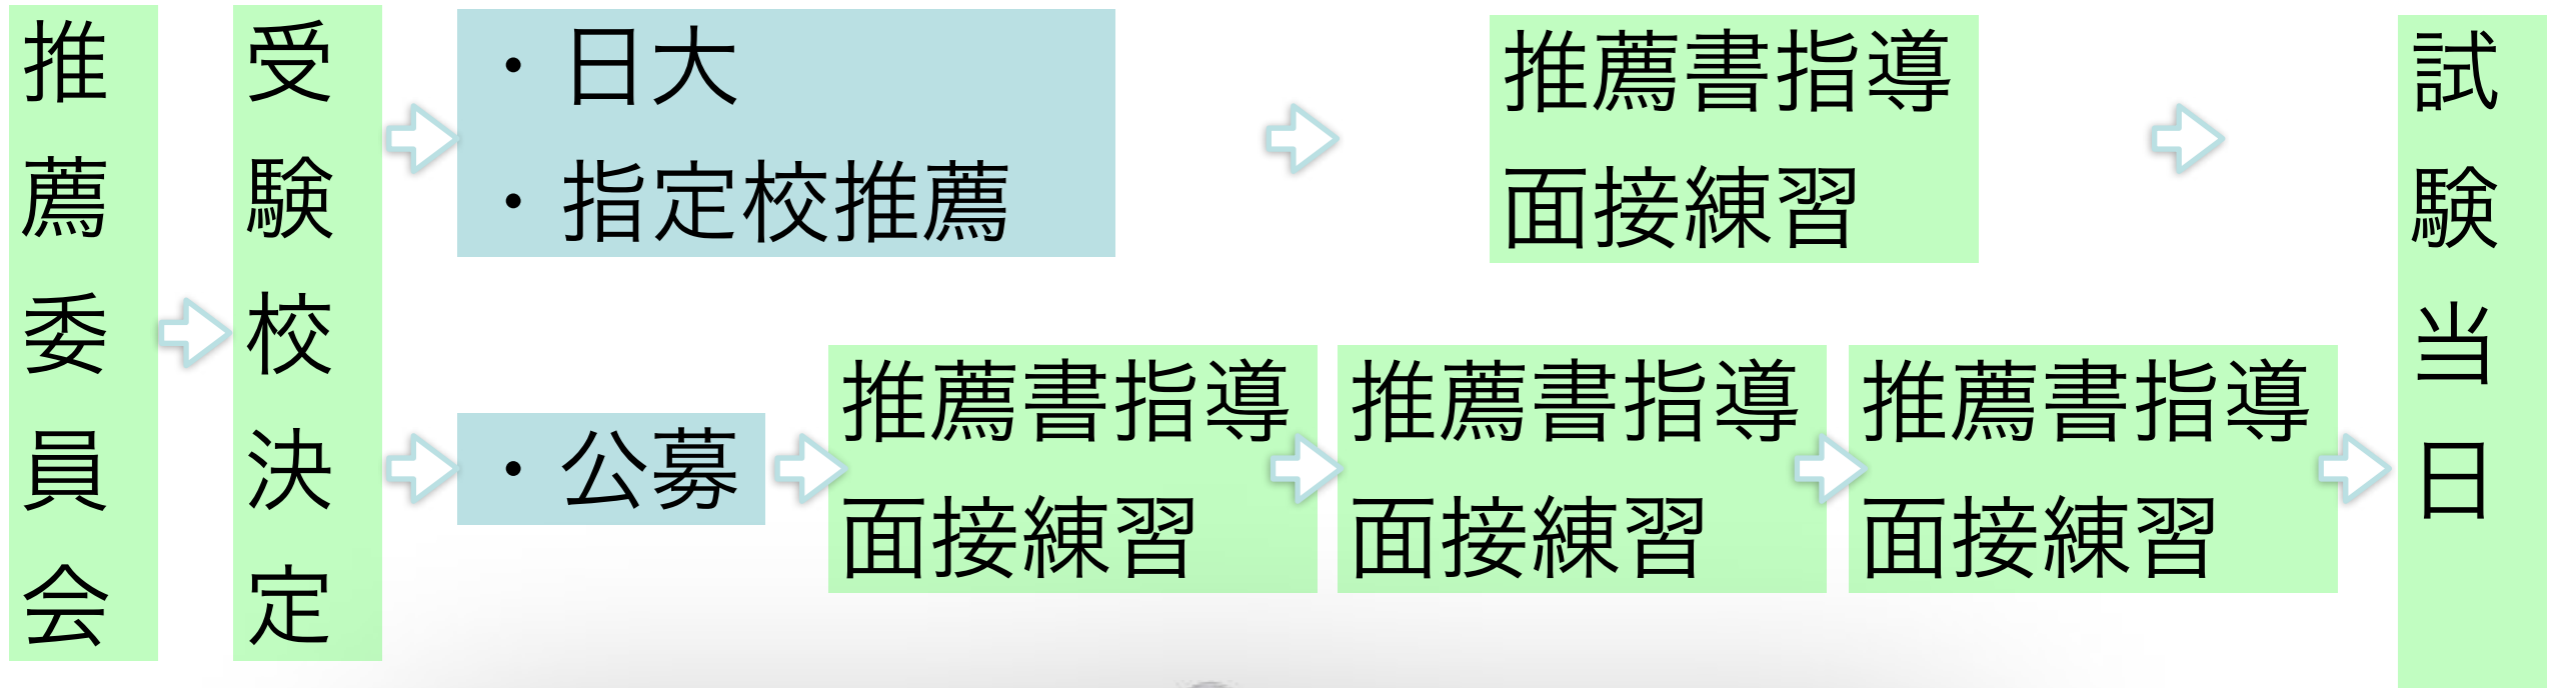 推薦委員会
受験校決定
・日大
・指定校推薦
推薦書指導
面接練習
・公募
推薦書指導
面接練習
推薦書指導
面接練習
推薦書指導
面接練習
試験当日